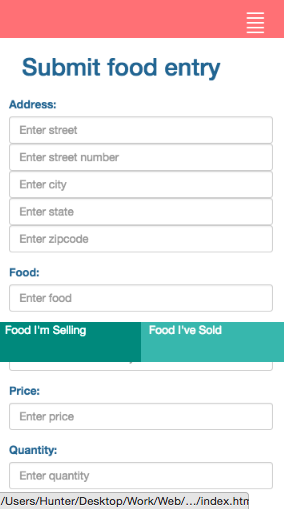 Submit food entry
Address:
Enter street
Enter street number
Enter city
Enter state
Enter zipcode
Food:
Enter food
Food I'm Selling
Food I've Sold
Price:
Enter price
Quantity:
Enter quantity
/Users/Hunter/Desktop/Work/Web/.../index.htm